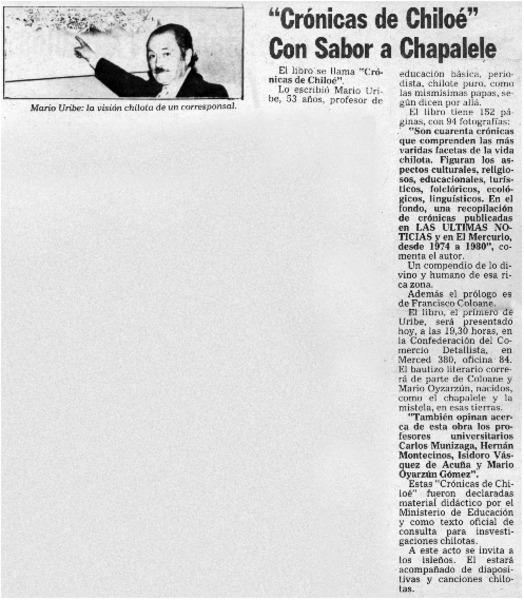 "Crónicas de Chiloé"
Con Sabor a Chapalele
Mario Uribe: la visión chilota de un corresponsal.
El libro se llama "Cró-
nicas de Chiloé".
Lo escribió Mario Uri-
be, 53 años, profesor de
educación básica, perio-
dista, chilote puro, como
las mismísimas papas, se-
gún dicen por allá.
El libro tiene 152 pá-
ginas, con 94 fotografías:
"Son cuarenta crónicas
que comprenden las más
varidas facetas de la vida
chilota. Figuran los as-
pectos culturales, religio-
sos, educacionales, turís-
ticos, folclóricos, ecoló-
gicos, linguísticos. En el
fondo, una recopilación
de crónicas publicadas
en LAS ULTIMAS NO-
TICIAS y en El Mercurio,
desde 1974 a 1980", co-
menta el autor.
Un compendio de lo di-
vino y humano de esa ri-
ca zona.
Además el prólogo es
de Francisco Coloane.
El libro, el primero de
Uribe, será presentado
hoy, a las 19,30 horas, en
la Confederación del Co-
mercio Detallista, en
Merced 380, oficina 84.
El bautizo literario corre-
rá de parte de Coloane y
Mario Oyzarzún, nacidos,
como el chapalele y la
mistela, en esas tierras.
"También opinan acer-
ca de esta obra los pro-
fesores universitarios
Carlos Munizaga, Hernán
Montecinos, Isidoro Vás-
quez de Acuña y Mario
Oyarzún Gómez".
Estas "Crónicas de Chi-
loé" fueron declaradas
material didáctico por el
Ministerio de Educación
y como texto oficial de
consulta para insvesti-
gaciones chilotas.
A este acto se invita a
los isleños. El estará
acompañado de diaposi-
tivas y canciones chilo-
tas.